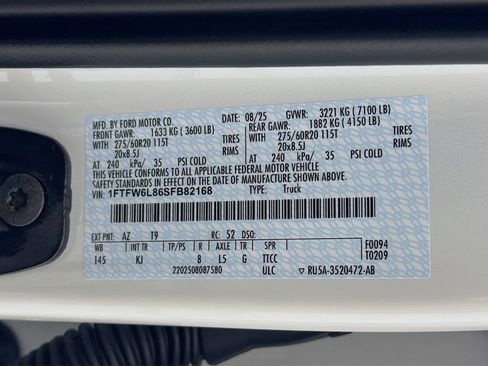 MFD. BY FORD MOTOR CO. DATE: 08/25 GVWR: 3221 KG (7100 LB)
FRONT GAWR: 1633 KG (3600 LB) REAR GAWR: 1882 KG (4150 LB)
275/60R20 115T TIRES 275/60R20 115T TIRES
20x8.5J RIMS 20x8.5J RIMS
AT 240 kPa/ 35 PSI COLD AT 240 kPa/ 35 PSI COLD
THIS VEHICLE CONFORMS TO ALL APPLICABLE FEDERAL MOTOR VEHICLE
SAFETY AND THEFT PREVENTION STANDARDS IN EFFECT ON THE DATE OF MANUFACTURE SHOWN ABOVE.
VIN: 1FTFW6L86SFB82168 TYPE: Truck
EXT PNT: AZ T9 RC: 52 DSO: F0094
WB INT TR TP/PS R AXLE TR SPR T0209
145 KJ 8 L5 G TTCC
2202508087580 ULC ▽ RU5A-3520472-AB